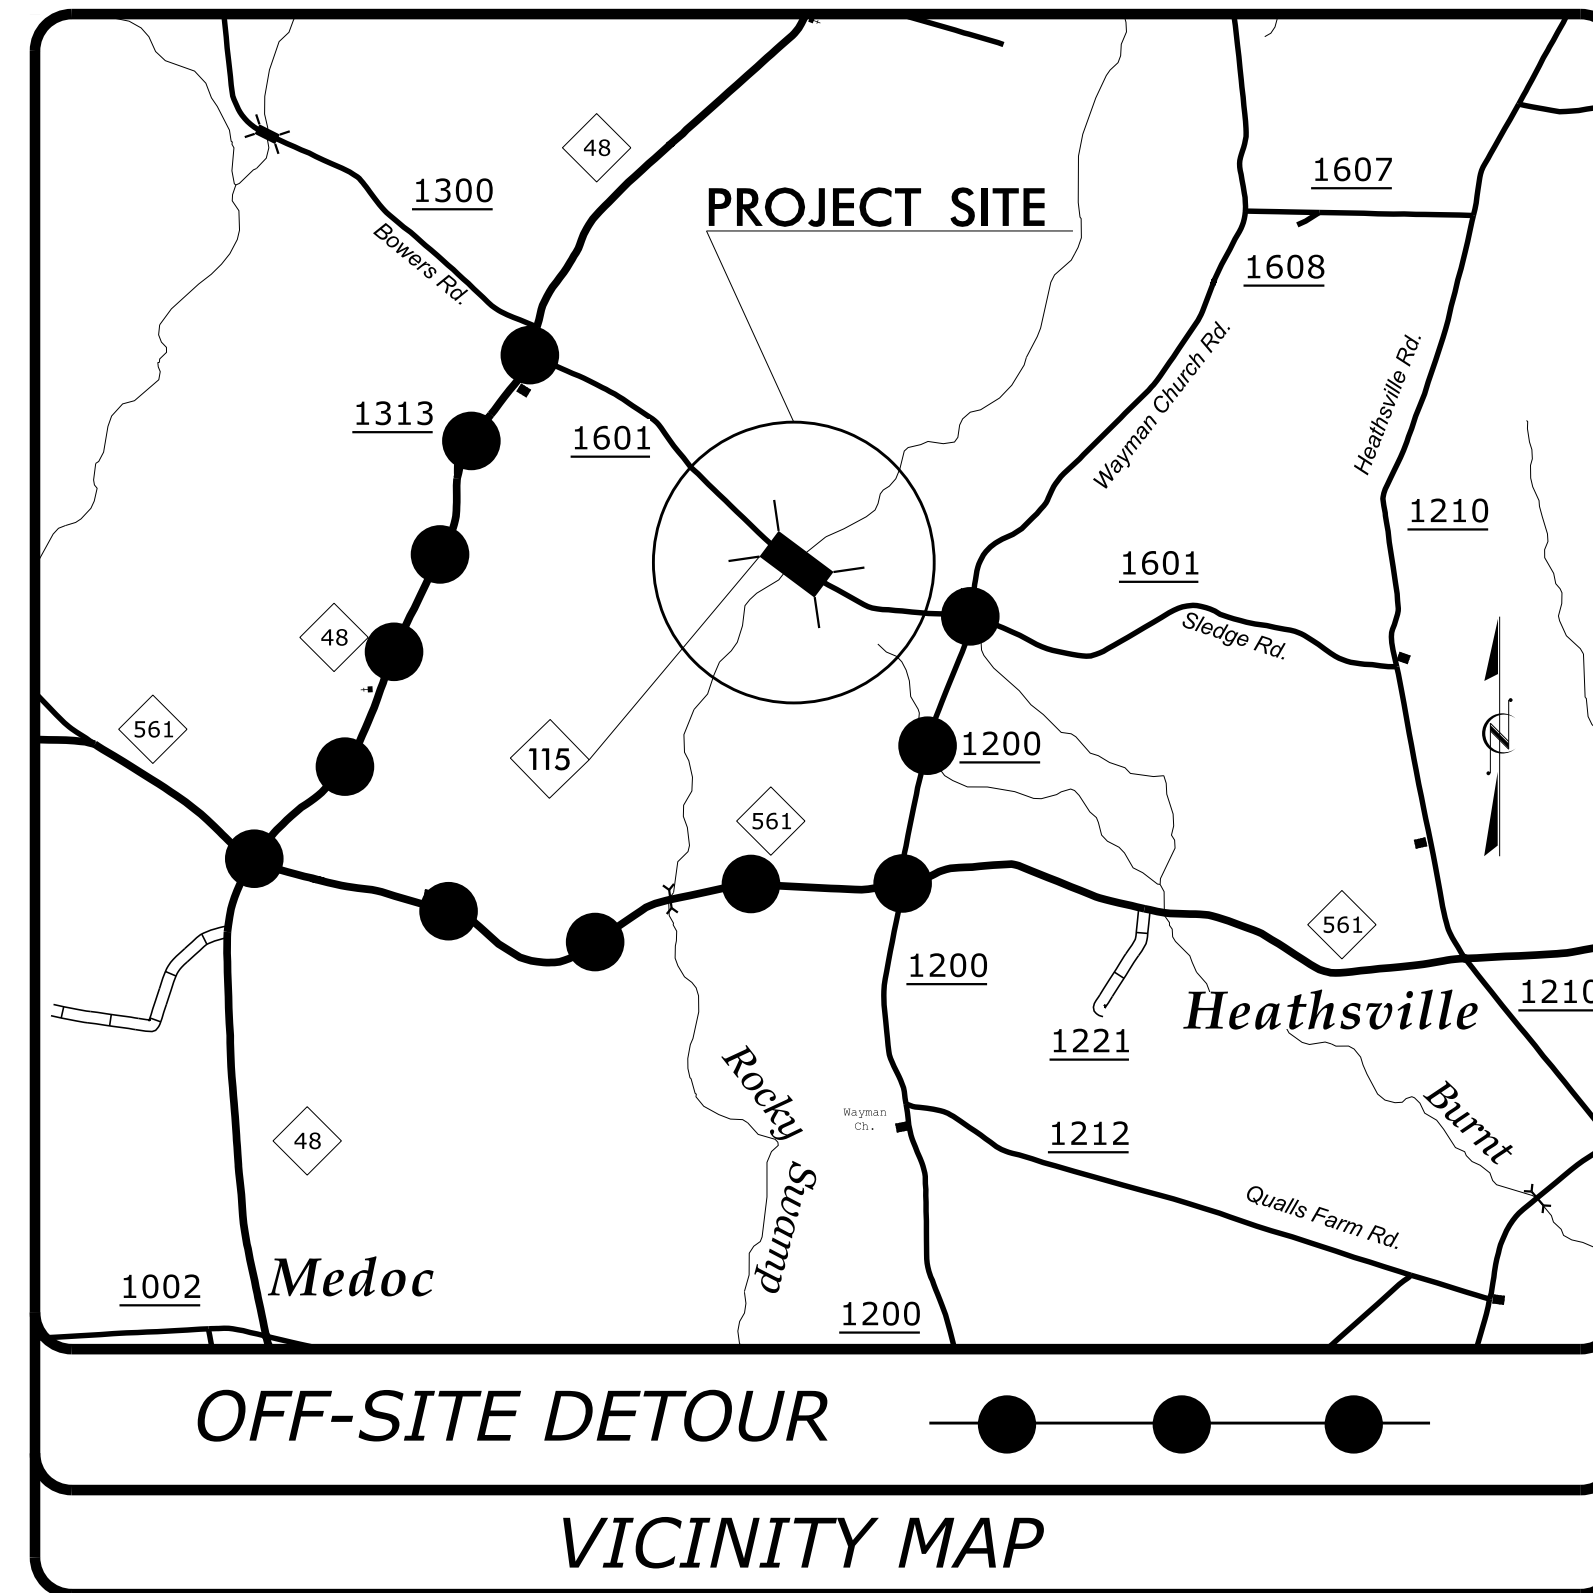 48
1300
1607
PROJECT SITE
Bowers Rd.
1608
Wayman Church Rd.
Heathsville Rd.
1313
1601
1210
1601
Sledge Rd.
48
561
115
1200
N
561
561
1200
1210
Heathsville
1221
Rocky
Swamp
Burnt
Wayman
Ch.
1212
48
Qualls Farm Rd.
Medoc
1002
1200
OFF-SITE DETOUR
VICINITY MAP